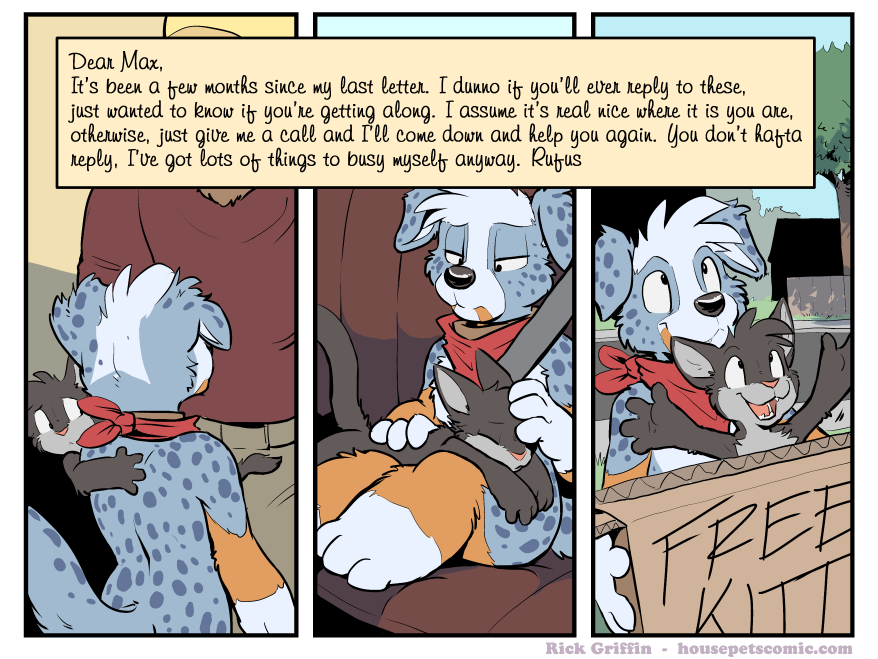 Dear Max,
It's been a few months since my last letter. I dunno if you'll ever reply to these,
just wanted to know if you're getting along. I assume it's real nice where it is you are,
otherwise, just give me a call and I'll come down and help you again. You don't hafta
reply, I've got lots of things to busy myself anyway. Rufus
FREE
KITT
Rick Griffin - housepetscomic.com